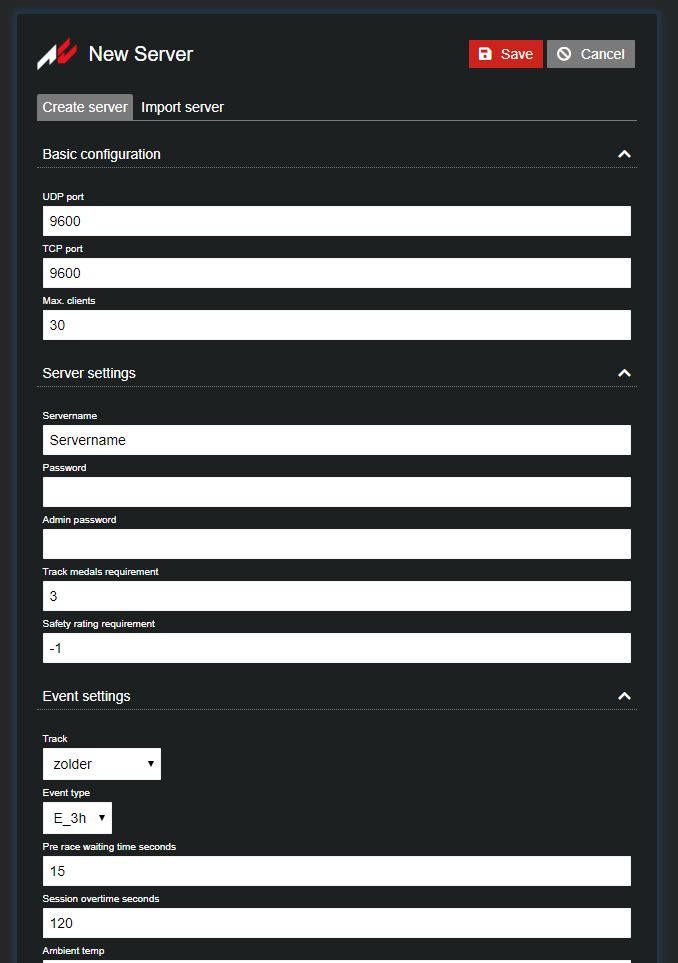 New Server
Save
Cancel
Create server
Import server
Basic configuration
UDP port
9600
TCP port
9600
Max. clients
30
Server settings
Servername
Servername
Password
Admin password
Track medals requirement
3
Safety rating requirement
-1
Event settings
Track
zolder
Event type
E_3h
Pre race waiting time seconds
15
Session overtime seconds
120
Ambient temp